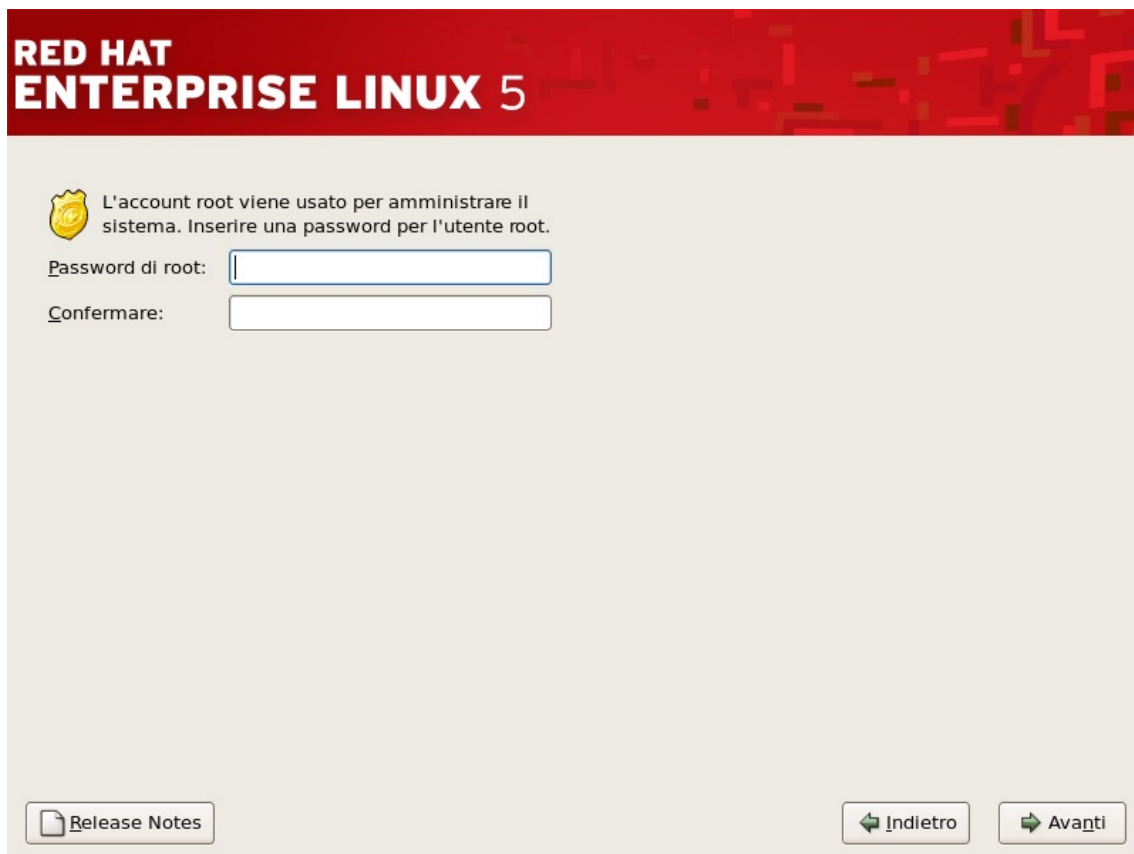 RED HAT
ENTERPRISE LINUX 5
L'account root viene usato per amministrare il
sistema. Inserire una password per l'utente root.
Password di root:
Confermare:
Release Notes
Indietro
Avanti